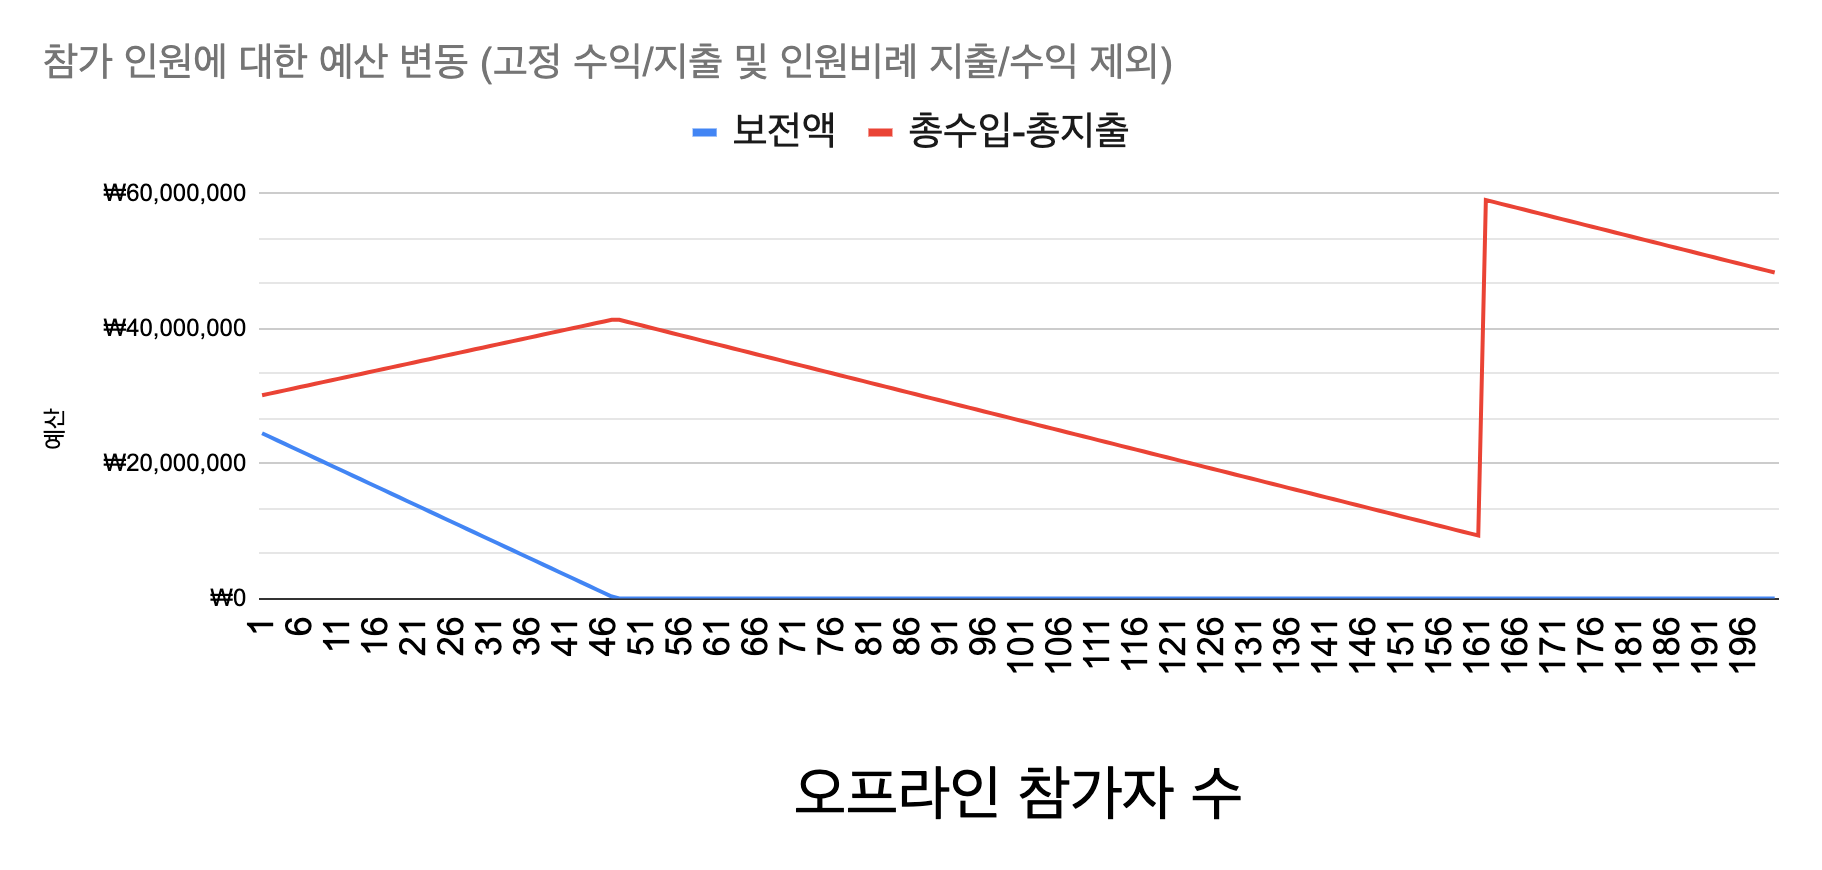 참가 인원에 대한 예산 변동 (고정 수익/지출 및 인원비례 지출/수익 제외)
보전액 총수입-총지출
₩60,000,000
₩40,000,000
₩20,000,000
₩0
예산
1 6 11 16 21 26 31 36 41 46 51 56 61 66 71 76 81 86 91 96 101 106 111 116 121 126 131 136 141 146 151 156 161 166 171 176 181 186 191 196
오프라인 참가자 수